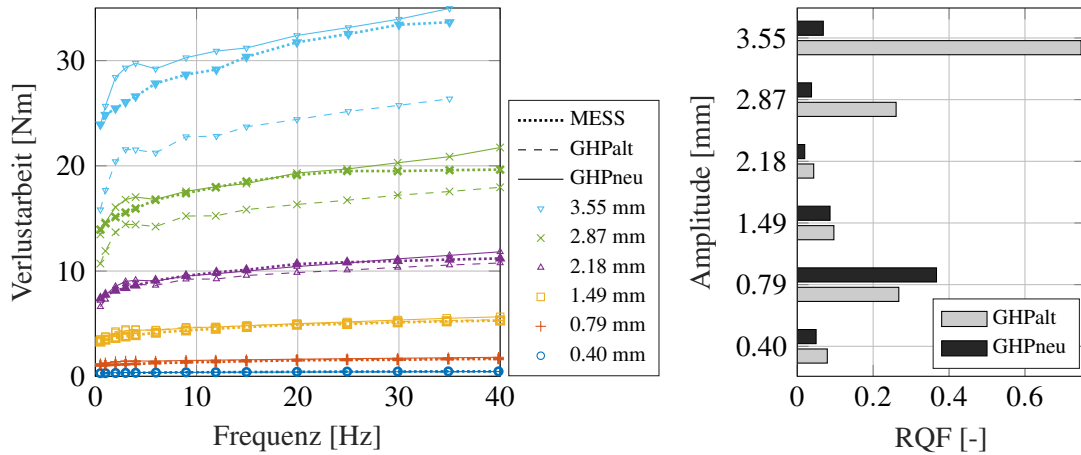 Verlustarbeit [Nm]
30
20
10
0
0 10 20 30 40
Frequenz [Hz]
MESS
GHPalt
GHPneu
3.55 mm
2.87 mm
2.18 mm
1.49 mm
0.79 mm
0.40 mm
Amplitude [mm]
3.55
2.87
2.18
1.49
0.79
0.40
GHPalt
GHPneu
0 0.2 0.4 0.6
RQF [-]